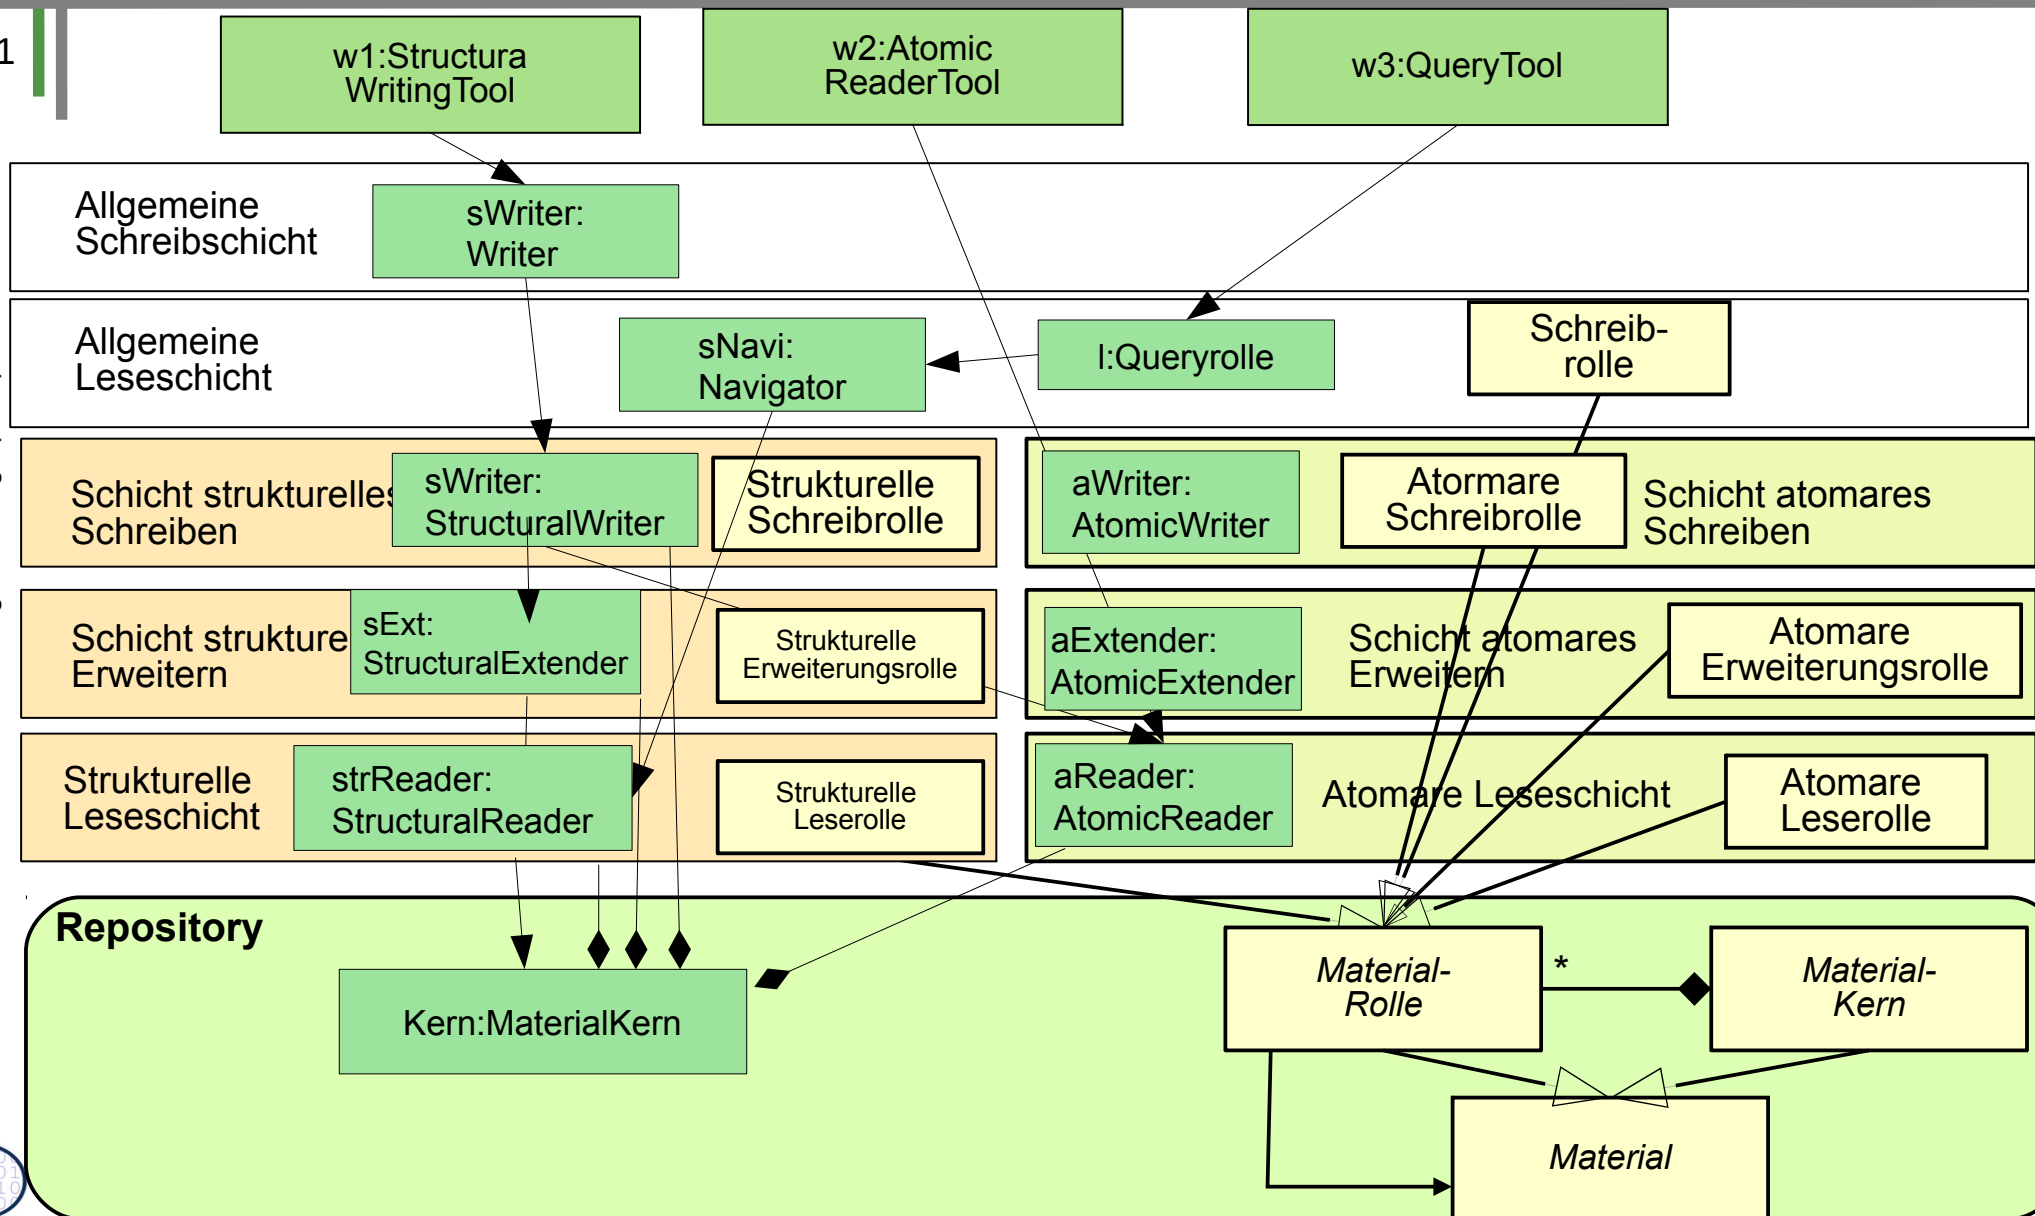 1
w1:Structura
WritingTool
w2:Atomic
ReaderTool
w3:QueryTool
Allgemeine
Schreibschicht
sWriter:
Writer
Allgemeine
Leseschicht
sNavi:
Navigator
l:Queryrolle
Schreib-
rolle
Schicht strukturelles
Schreiben
sWriter:
StructuralWriter
Strukturelle
Schreibrolle
aWriter:
AtomicWriter
Atormare
Schreibrolle
Schicht atomares
Schreiben
Schicht strukture
Erweitern
sExt:
StructuralExtender
Strukturelle
Erweiterungsrolle
aExtender:
AtomicExtender
Schicht atomares
Erweitern
Atomare
Erweiterungsrolle
Strukturelle
Leseschicht
strReader:
StructuralReader
Strukturelle
Leserolle
aReader:
AtomicReader
Atomare Leseschicht
Atomare
Leserolle
Repository
Kern:MaterialKern
Material-
Rolle
*
Material-
Kern
Material